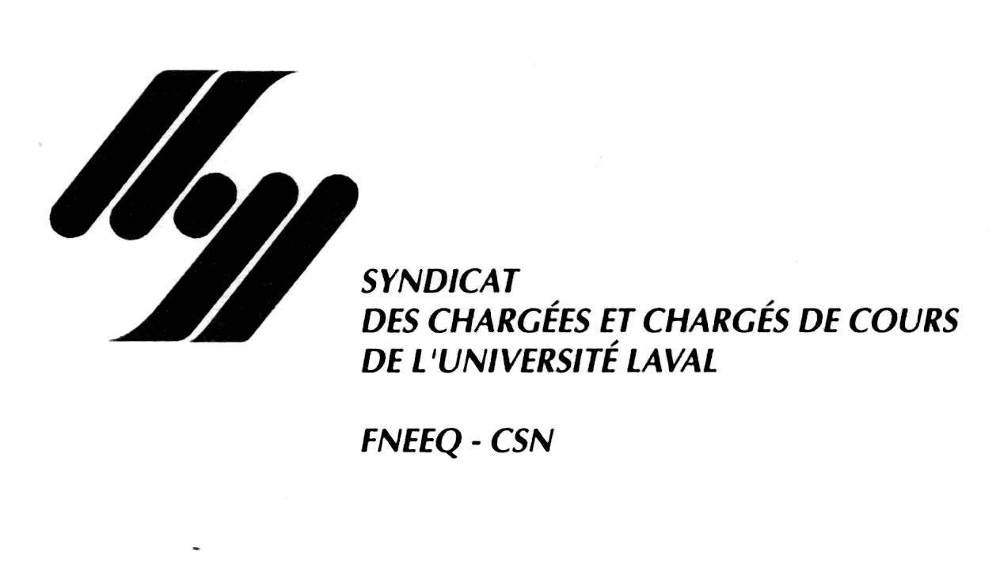 SYNDICAT
DES CHARGÉES ET CHARGÉS DE COURS
DE L'UNIVERSITÉ LAVAL
FNEEQ - CSN